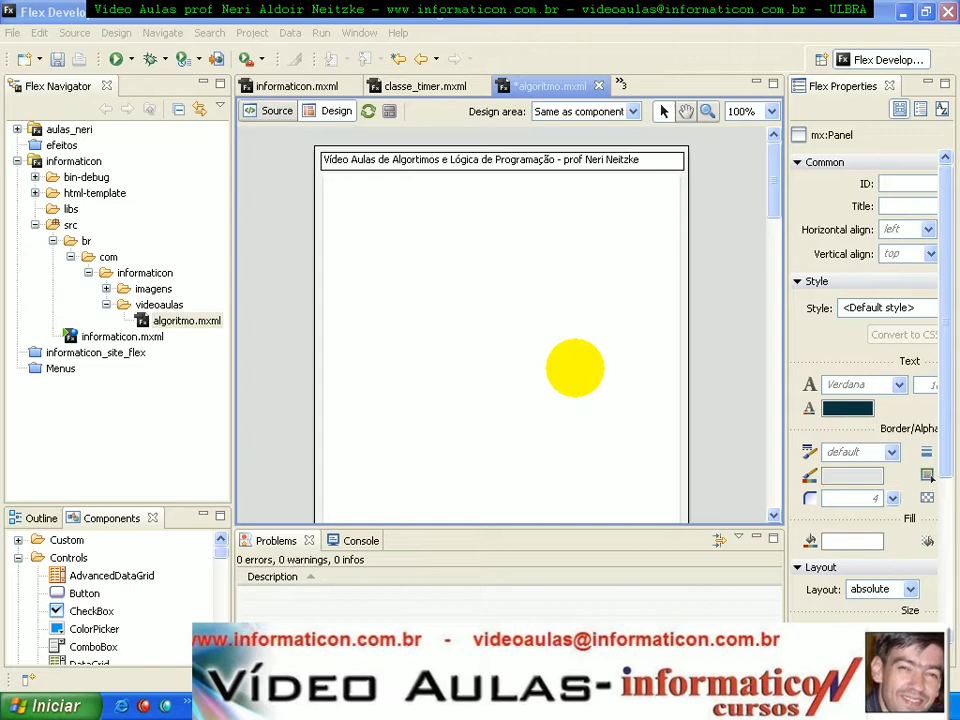 Vídeo Aulas prof Neri Aldoir Neitzke - www.informaticon.com.br - videoaulas@informaticon.com.br - ULBRA
Flex Develo
File Edit Source Design Navigate Search Project Data Run Window Help
Flex Develop...
Flex Navigator
informaticon.mxml
classe_timer.mxml
*algoritmo.mxml
3
Flex Properties
Source
Design
Design area:
Same as component
100%
aulas_neri
efeitos
informaticon
bin-debug
html-template
libs
src
br
com
informaticon
imagens
videoaulas
algoritmo.mxml
informaticon.mxml
informaticon_site_flex
Menus
Vídeo Aulas de Algortimos e Lógica de Programação - prof Neri Neitzke
mx:Panel
Common
ID:
Title:
Horizontal align: left
Vertical align: top
Style
Style: <Default style>
Convert to CSS
Text
Verdana
Border/Alpha
default
4
Fill
Layout
Layout: absolute
Size
Outline
Components
Custom
Controls
AdvancedDataGrid
Button
CheckBox
ColorPicker
ComboBox
DataGrid
Problems
Console
0 errors, 0 warnings, 0 infos
Description
www.informaticon.com.br - videoaulas@informaticon.com.br
VÍDEO AULAS- informaticoN
cursos
Iniciar